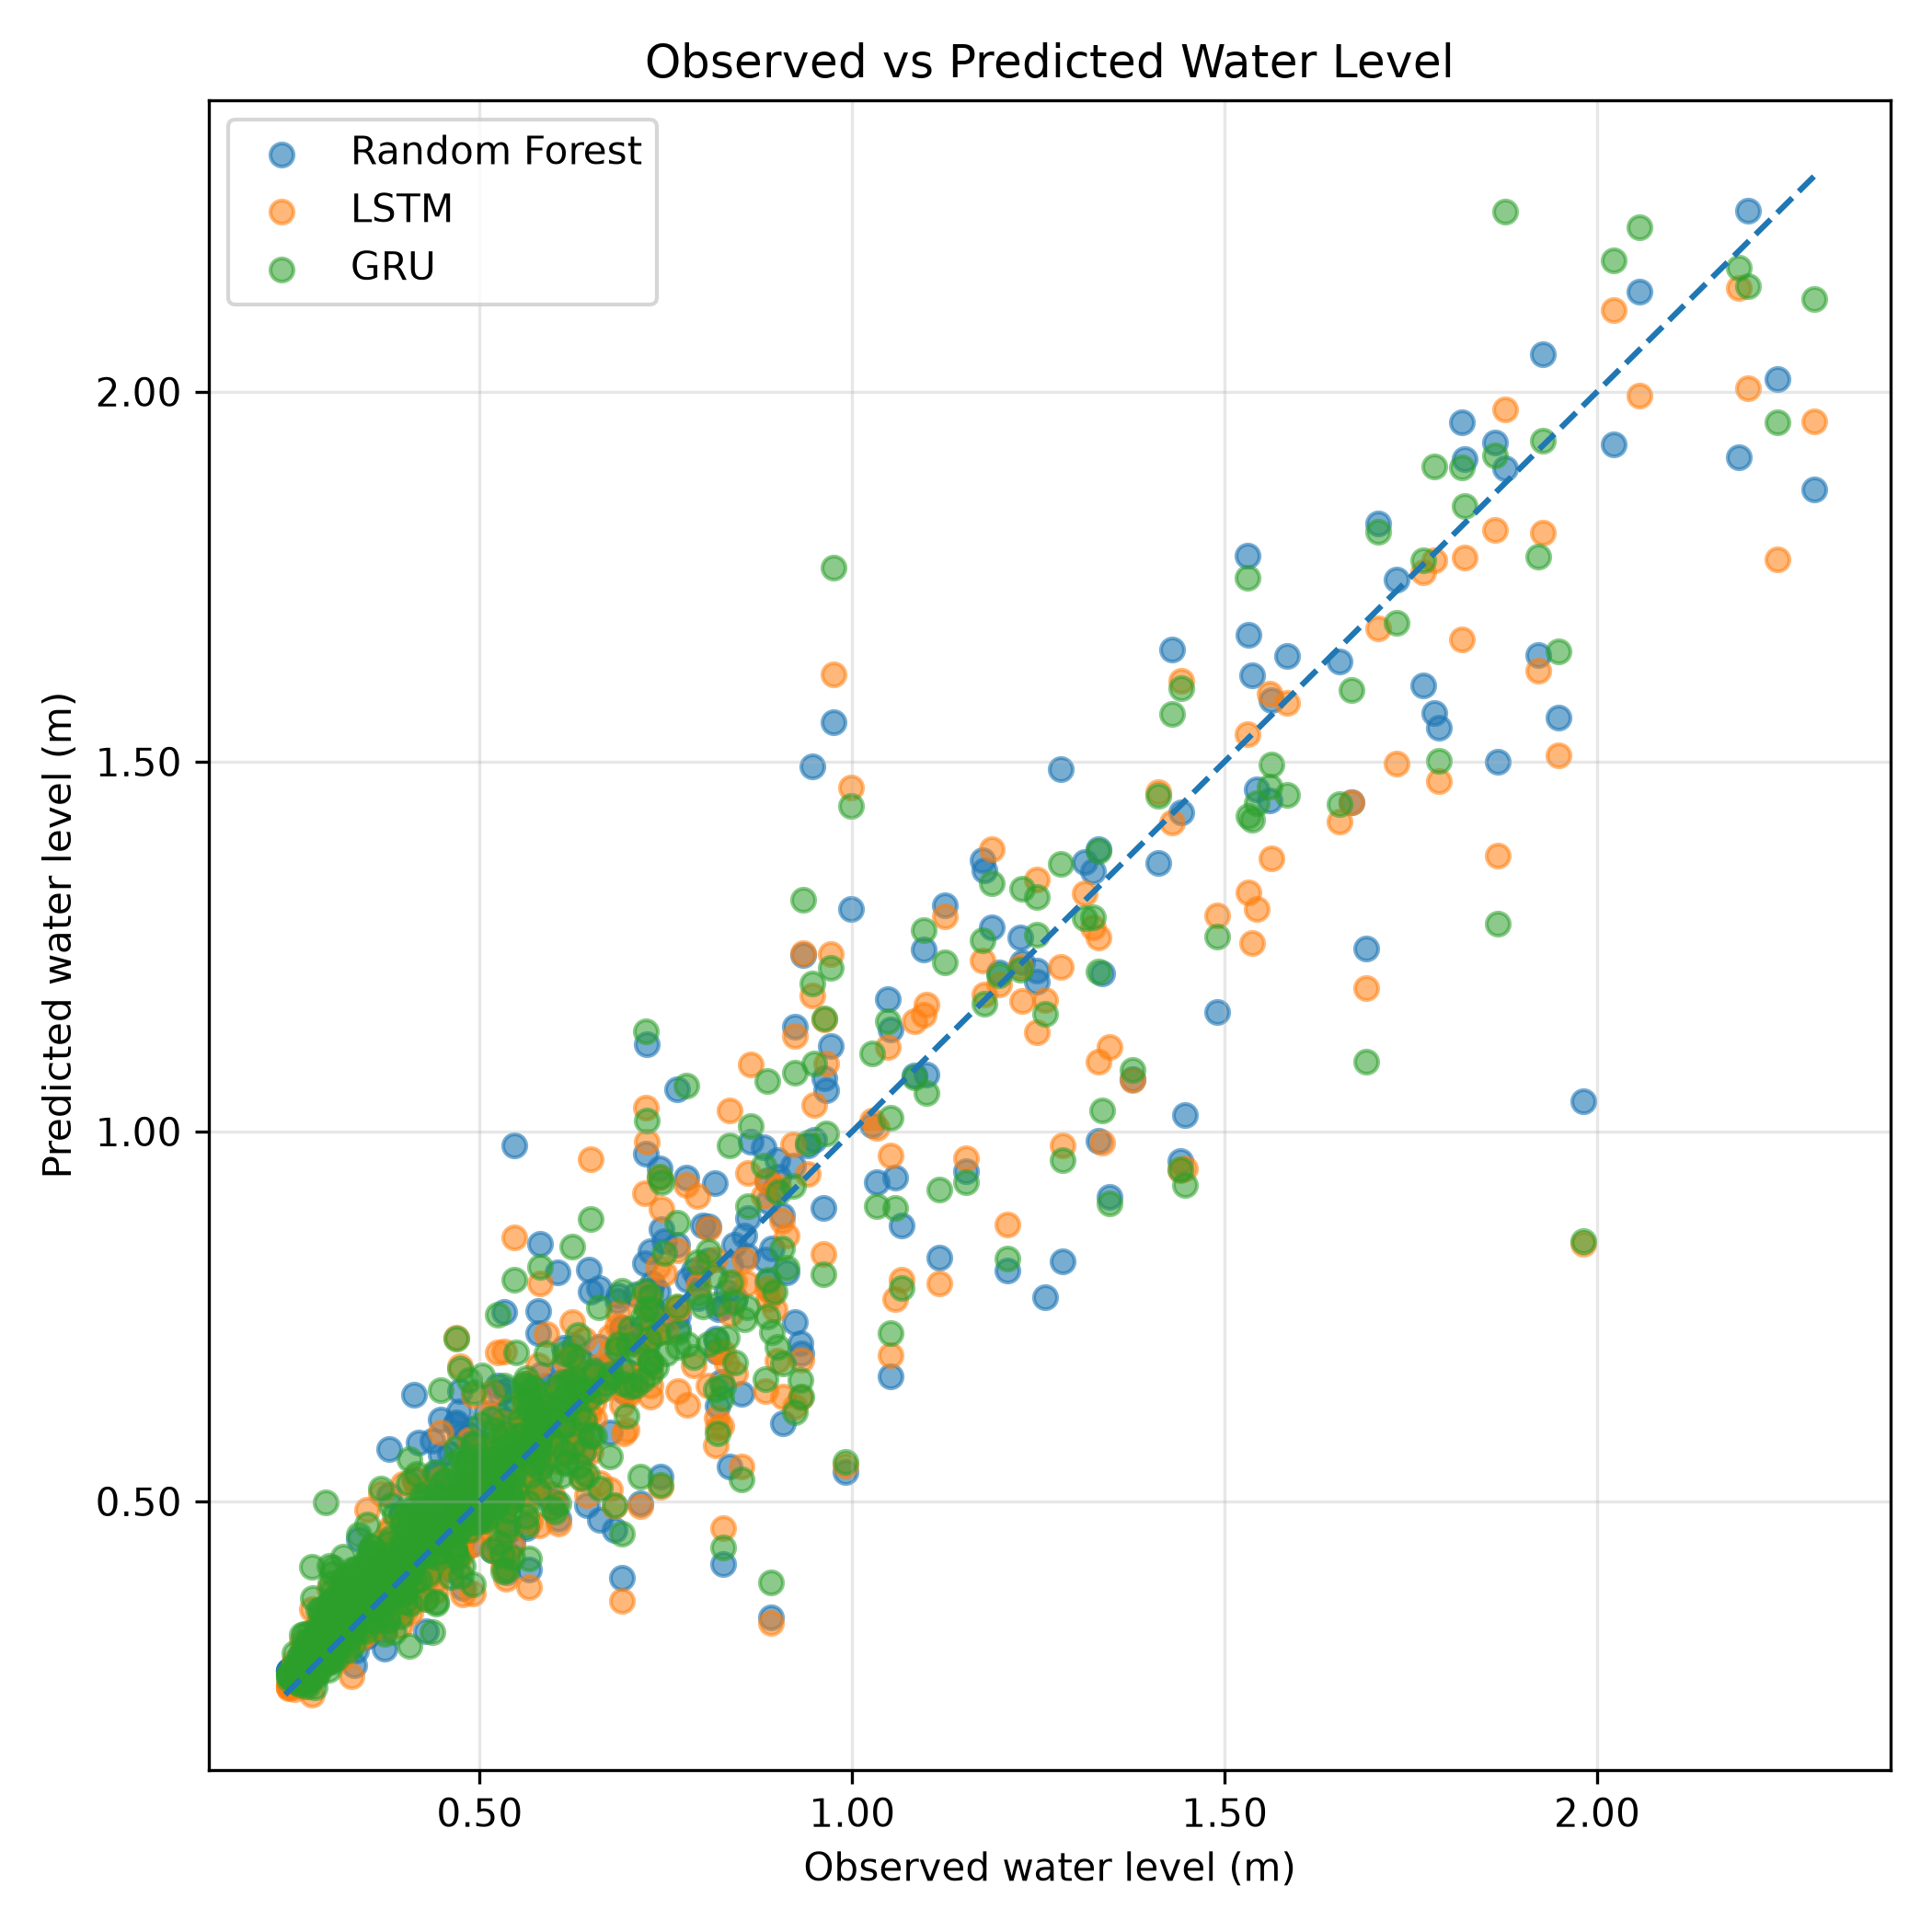 Observed vs Predicted Water Level
Random Forest
LSTM
GRU
Predicted water level (m)
2.00
1.50
1.00
0.50
0.50 1.00 1.50 2.00
Observed water level (m)